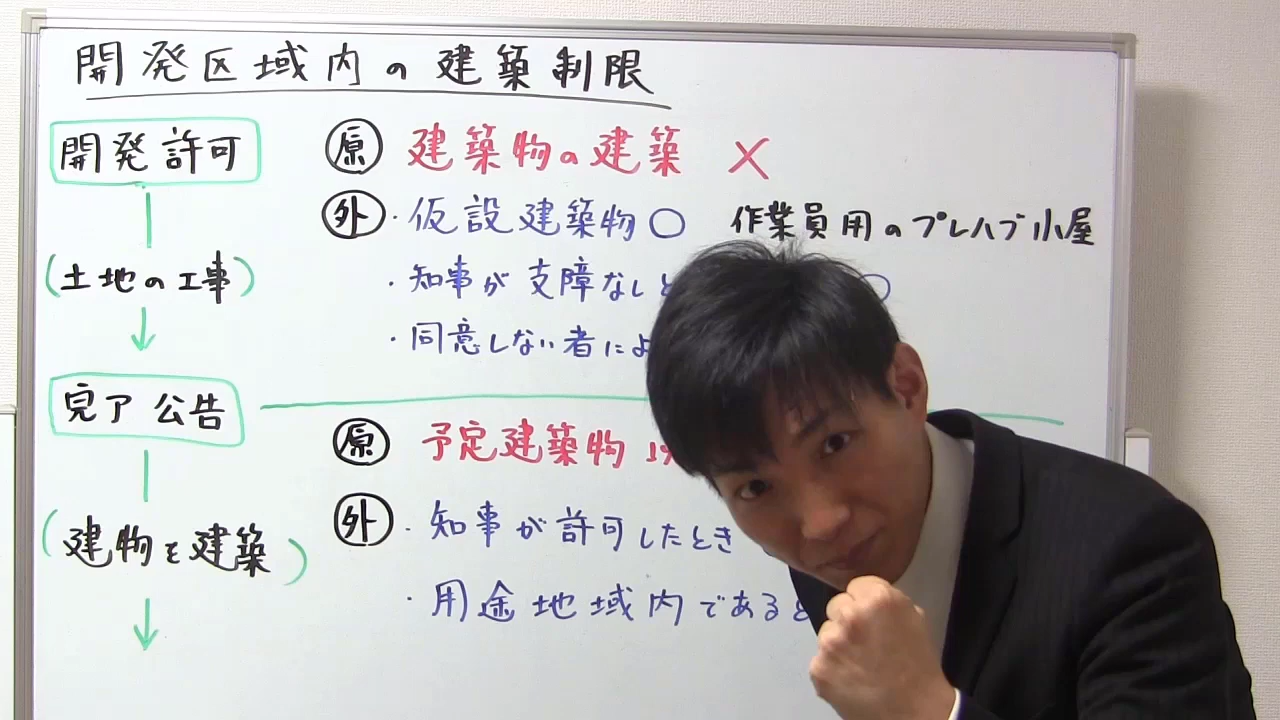 開発区域内の建築制限
開発許可
原 建築物の建築 ×
外 ・仮設建築物○ 作業員用のプレハブ小屋
(土地の工事)
・知事が支障なしと
・同意しない者によ
完了公告
原 予定建築物
外 ・知事が許可したとき
(建物を建築)
・用途地域内であると